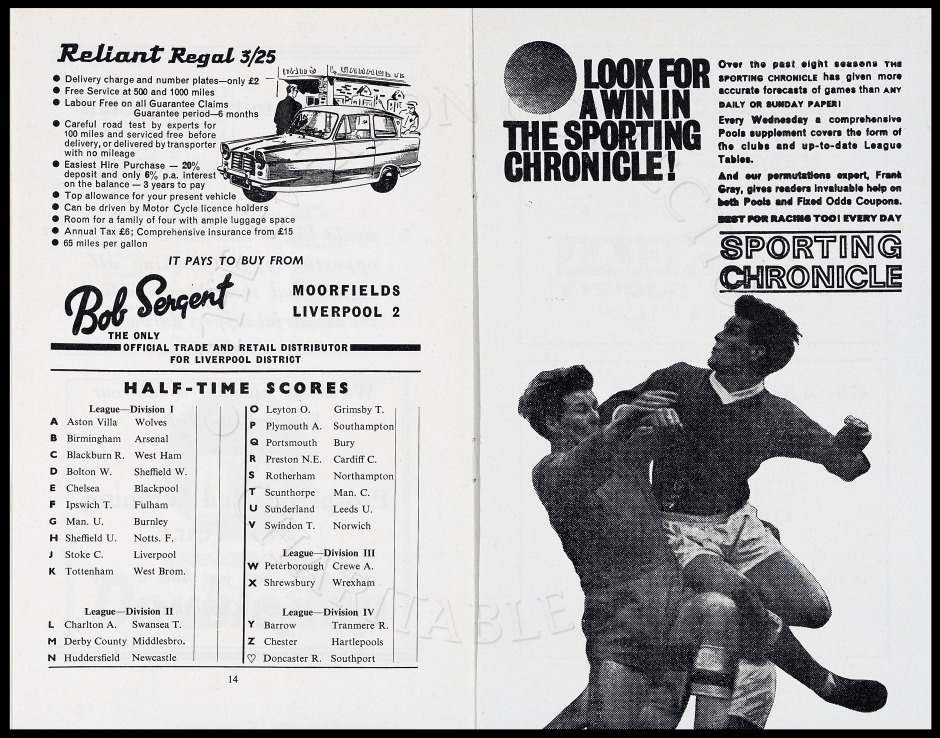 Reliant Regal 3/25
● Delivery charge and number plates—only £2
● Free Service at 500 and 1000 miles
● Labour Free on all Guarantee Claims
Guarantee period—6 months
● Careful road test by experts for
100 miles and serviced free before
delivery, or delivered by transporter
with no mileage
● Easiest Hire Purchase — 20%
deposit and only 6% p.a. interest
on the balance — 3 years to pay
● Top allowance for your present vehicle
● Can be driven by Motor Cycle licence holders
● Room for a family of four with ample luggage space
● Annual Tax £6; Comprehensive insurance from £15
● 65 miles per gallon
IT PAYS TO BUY FROM
Bob Sergent
MOORFIELDS
LIVERPOOL 2
THE ONLY
OFFICIAL TRADE AND RETAIL DISTRIBUTOR
FOR LIVERPOOL DISTRICT
HALF-TIME SCORES
League—Division I
A Aston Villa Wolves
B Birmingham Arsenal
C Blackburn R. West Ham
D Bolton W. Sheffield W.
E Chelsea Blackpool
F Ipswich T. Fulham
G Man. U. Burnley
H Sheffield U. Notts. F.
J Stoke C. Liverpool
K Tottenham West Brom.
League—Division II
L Charlton A. Swansea T.
M Derby County Middlesbro.
N Huddersfield Newcastle
O Leyton O. Grimsby T.
P Plymouth A. Southampton
Q Portsmouth Bury
R Preston N.E. Cardiff C.
S Rotherham Northampton
T Scunthorpe Man. C.
U Sunderland Leeds U.
V Swindon T. Norwich
League—Division III
W Peterborough Crewe A.
X Shrewsbury Wrexham
League—Division IV
Y Barrow Tranmere R.
Z Chester Hartlepools
♡ Doncaster R. Southport
14
LOOK FOR
A WIN IN
THE SPORTING
CHRONICLE!
Over the past eight seasons THE
SPORTING CHRONICLE has given more
accurate forecasts of games than ANY
DAILY OR SUNDAY PAPER!
Every Wednesday a comprehensive
Pools supplement covers the form of
the clubs and up-to-date League
Tables.
And our permutations expert, Frank
Gray, gives readers invaluable help on
both Pools and Fixed Odds Coupons.
BEST FOR RACING TOO! EVERY DAY
SPORTING
CHRONICLE